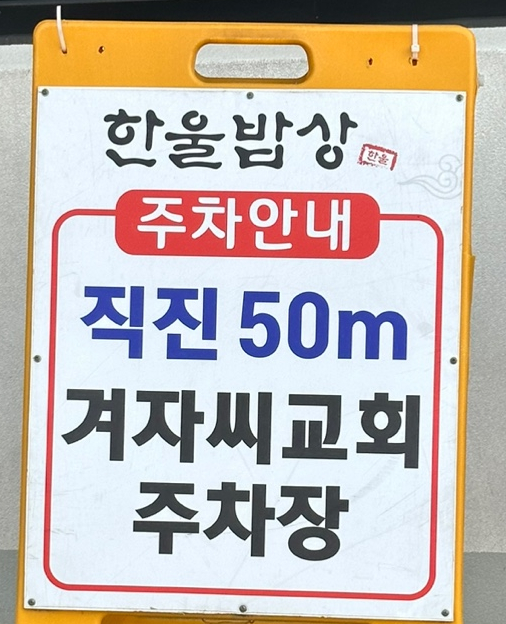 한울밥상
한울
주차안내
직진 50m
겨자씨교회
주차장